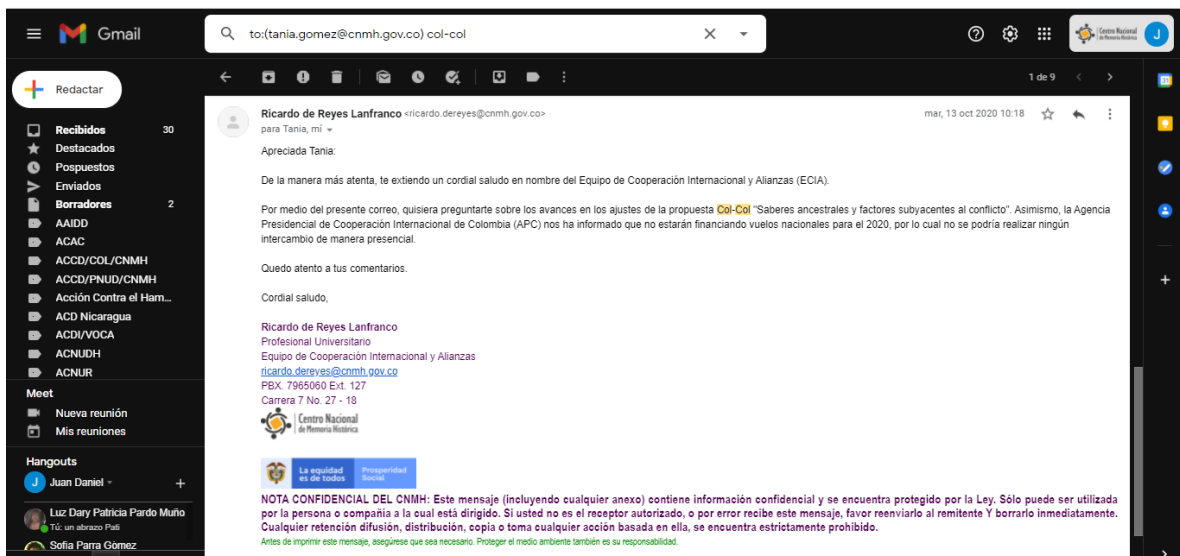 Gmail
to:(tania.gomez@cnmh.gov.co) col-col
Centro Nacional
de Memoria Histórica
J
Redactar
1 de 9
Recibidos 30
Destacados
Pospuestos
Enviados
Borradores 2
AAIDD
ACAC
ACCD/COL/CNMH
ACCD/PNUD/CNMH
Acción Contra el Ham...
ACD Nicaragua
ACDI/VOCA
ACNUDH
ACNUR
Meet
Nueva reunión
Mis reuniones
Hangouts
J Juan Daniel
Luz Dary Patricia Pardo Muño
Tú: un abrazo Pati
Sofia Parra Gómez
Ricardo de Reyes Lanfranco <ricardo.dereyes@cnmh.gov.co> mar, 13 oct 2020 10:18
para Tania, mí
Apreciada Tania:
De la manera más atenta, te extiendo un cordial saludo en nombre del Equipo de Cooperación Internacional y Alianzas (ECIA).
Por medio del presente correo, quisiera preguntarte sobre los avances en los ajustes de la propuesta Col-Col "Saberes ancestrales y factores subyacentes al conflicto". Asimismo, la Agencia
Presidencial de Cooperación Internacional de Colombia (APC) nos ha informado que no estarán financiando vuelos nacionales para el 2020, por lo cual no se podría realizar ningún
intercambio de manera presencial.
Quedo atento a tus comentarios.
Cordial saludo,
Ricardo de Reyes Lanfranco
Profesional Universitario
Equipo de Cooperación Internacional y Alianzas
ricardo.dereyes@cnmh.gov.co
PBX. 7965060 Ext. 127
Carrera 7 No. 27 - 18
Centro Nacional
de Memoria Histórica
La equidad
es de todos
Prosperidad
Social
NOTA CONFIDENCIAL DEL CNMH: Este mensaje (incluyendo cualquier anexo) contiene información confidencial y se encuentra protegido por la Ley. Sólo puede ser utilizada
por la persona o compañia a la cual está dirigido. Si usted no es el receptor autorizado, o por error recibe este mensaje, favor reenviarlo al remitente Y borrarlo inmediatamente.
Cualquier retención difusión, distribución, copia o toma cualquier acción basada en ella, se encuentra estrictamente prohibido.
Antes de imprimir este mensaje, asegúrese que sea necesario. Proteger el medio ambiente también es su responsabilidad.
31